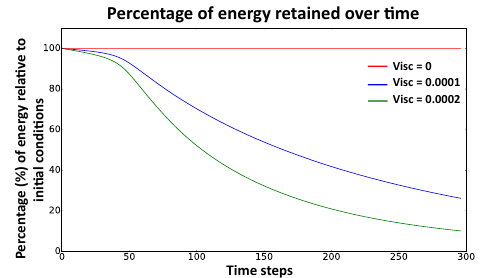 Percentage of energy retained over time
Percentage (%) of energy relative to
initial conditions
100
80
60
40
20
0
Visc = 0
Visc = 0.0001
Visc = 0.0002
0 50 100 150 200 250 300
Time steps